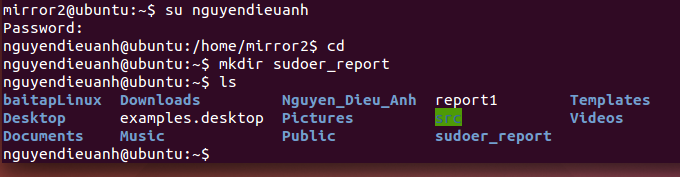 mirror2@ubuntu:~$ su nguyendieuanh
Password:
nguyendieuanh@ubuntu:/home/mirror2$ cd
nguyendieuanh@ubuntu:~$ mkdir sudoer_report
nguyendieuanh@ubuntu:~$ ls
baitapLinux Downloads Nguyen_Dieu_Anh report1 Templates
Desktop examples.desktop Pictures src Videos
Documents Music Public sudoer_report
nguyendieuanh@ubuntu:~$